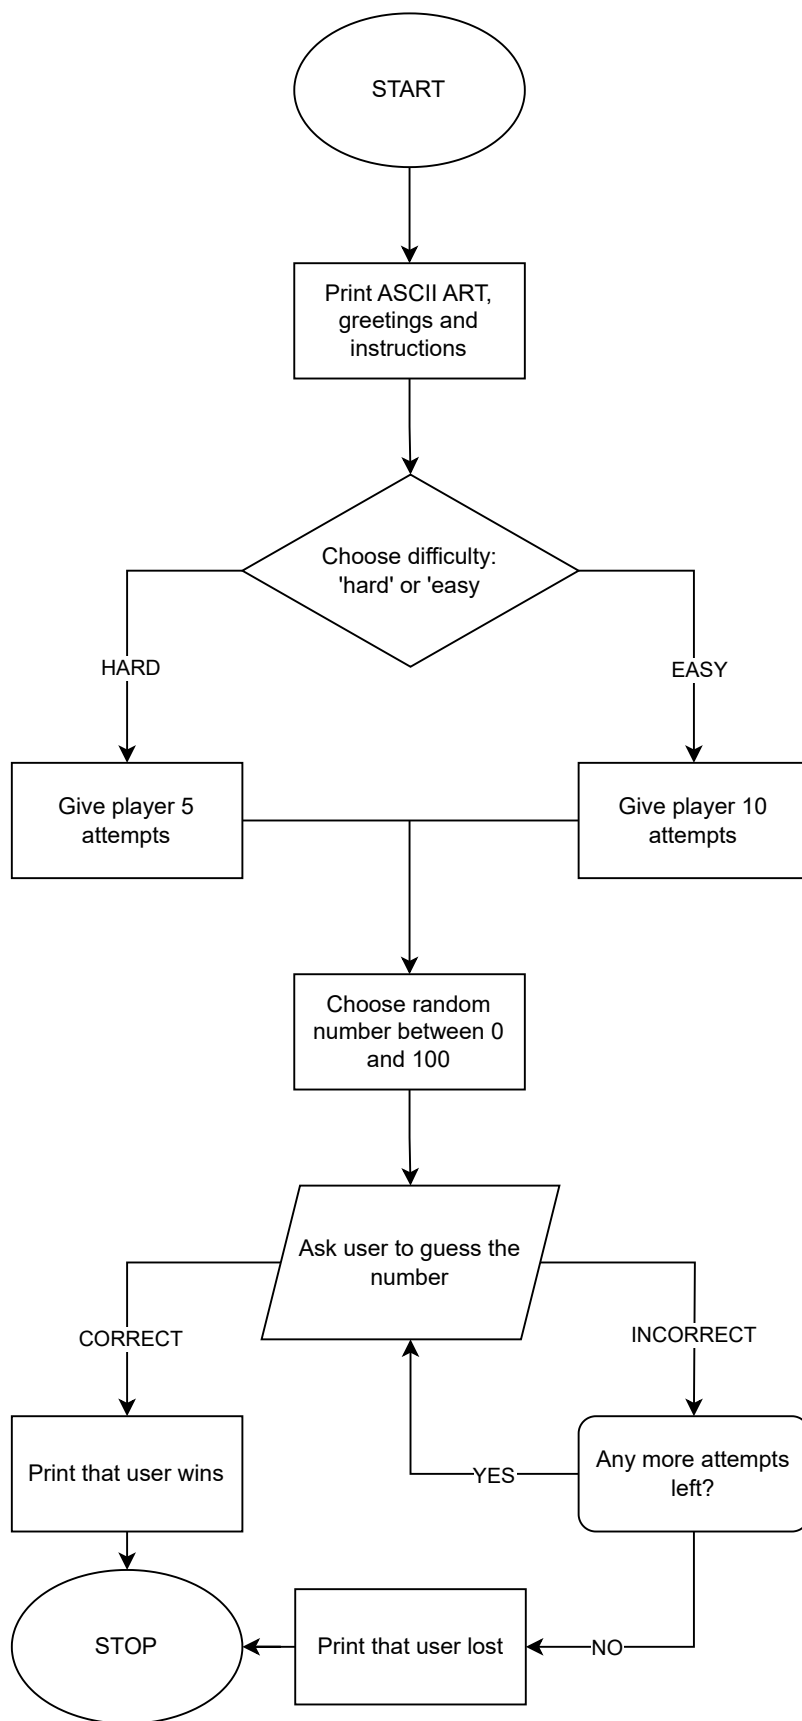 START
Print ASCII ART,
greetings and
instructions
Choose difficulty:
'hard' or 'easy
HARD
EASY
Give player 5
attempts
Give player 10
attempts
Choose random
number between 0
and 100
Ask user to guess the
number
CORRECT
INCORRECT
Print that user wins
YES
Any more attempts
left?
STOP
Print that user lost
NO